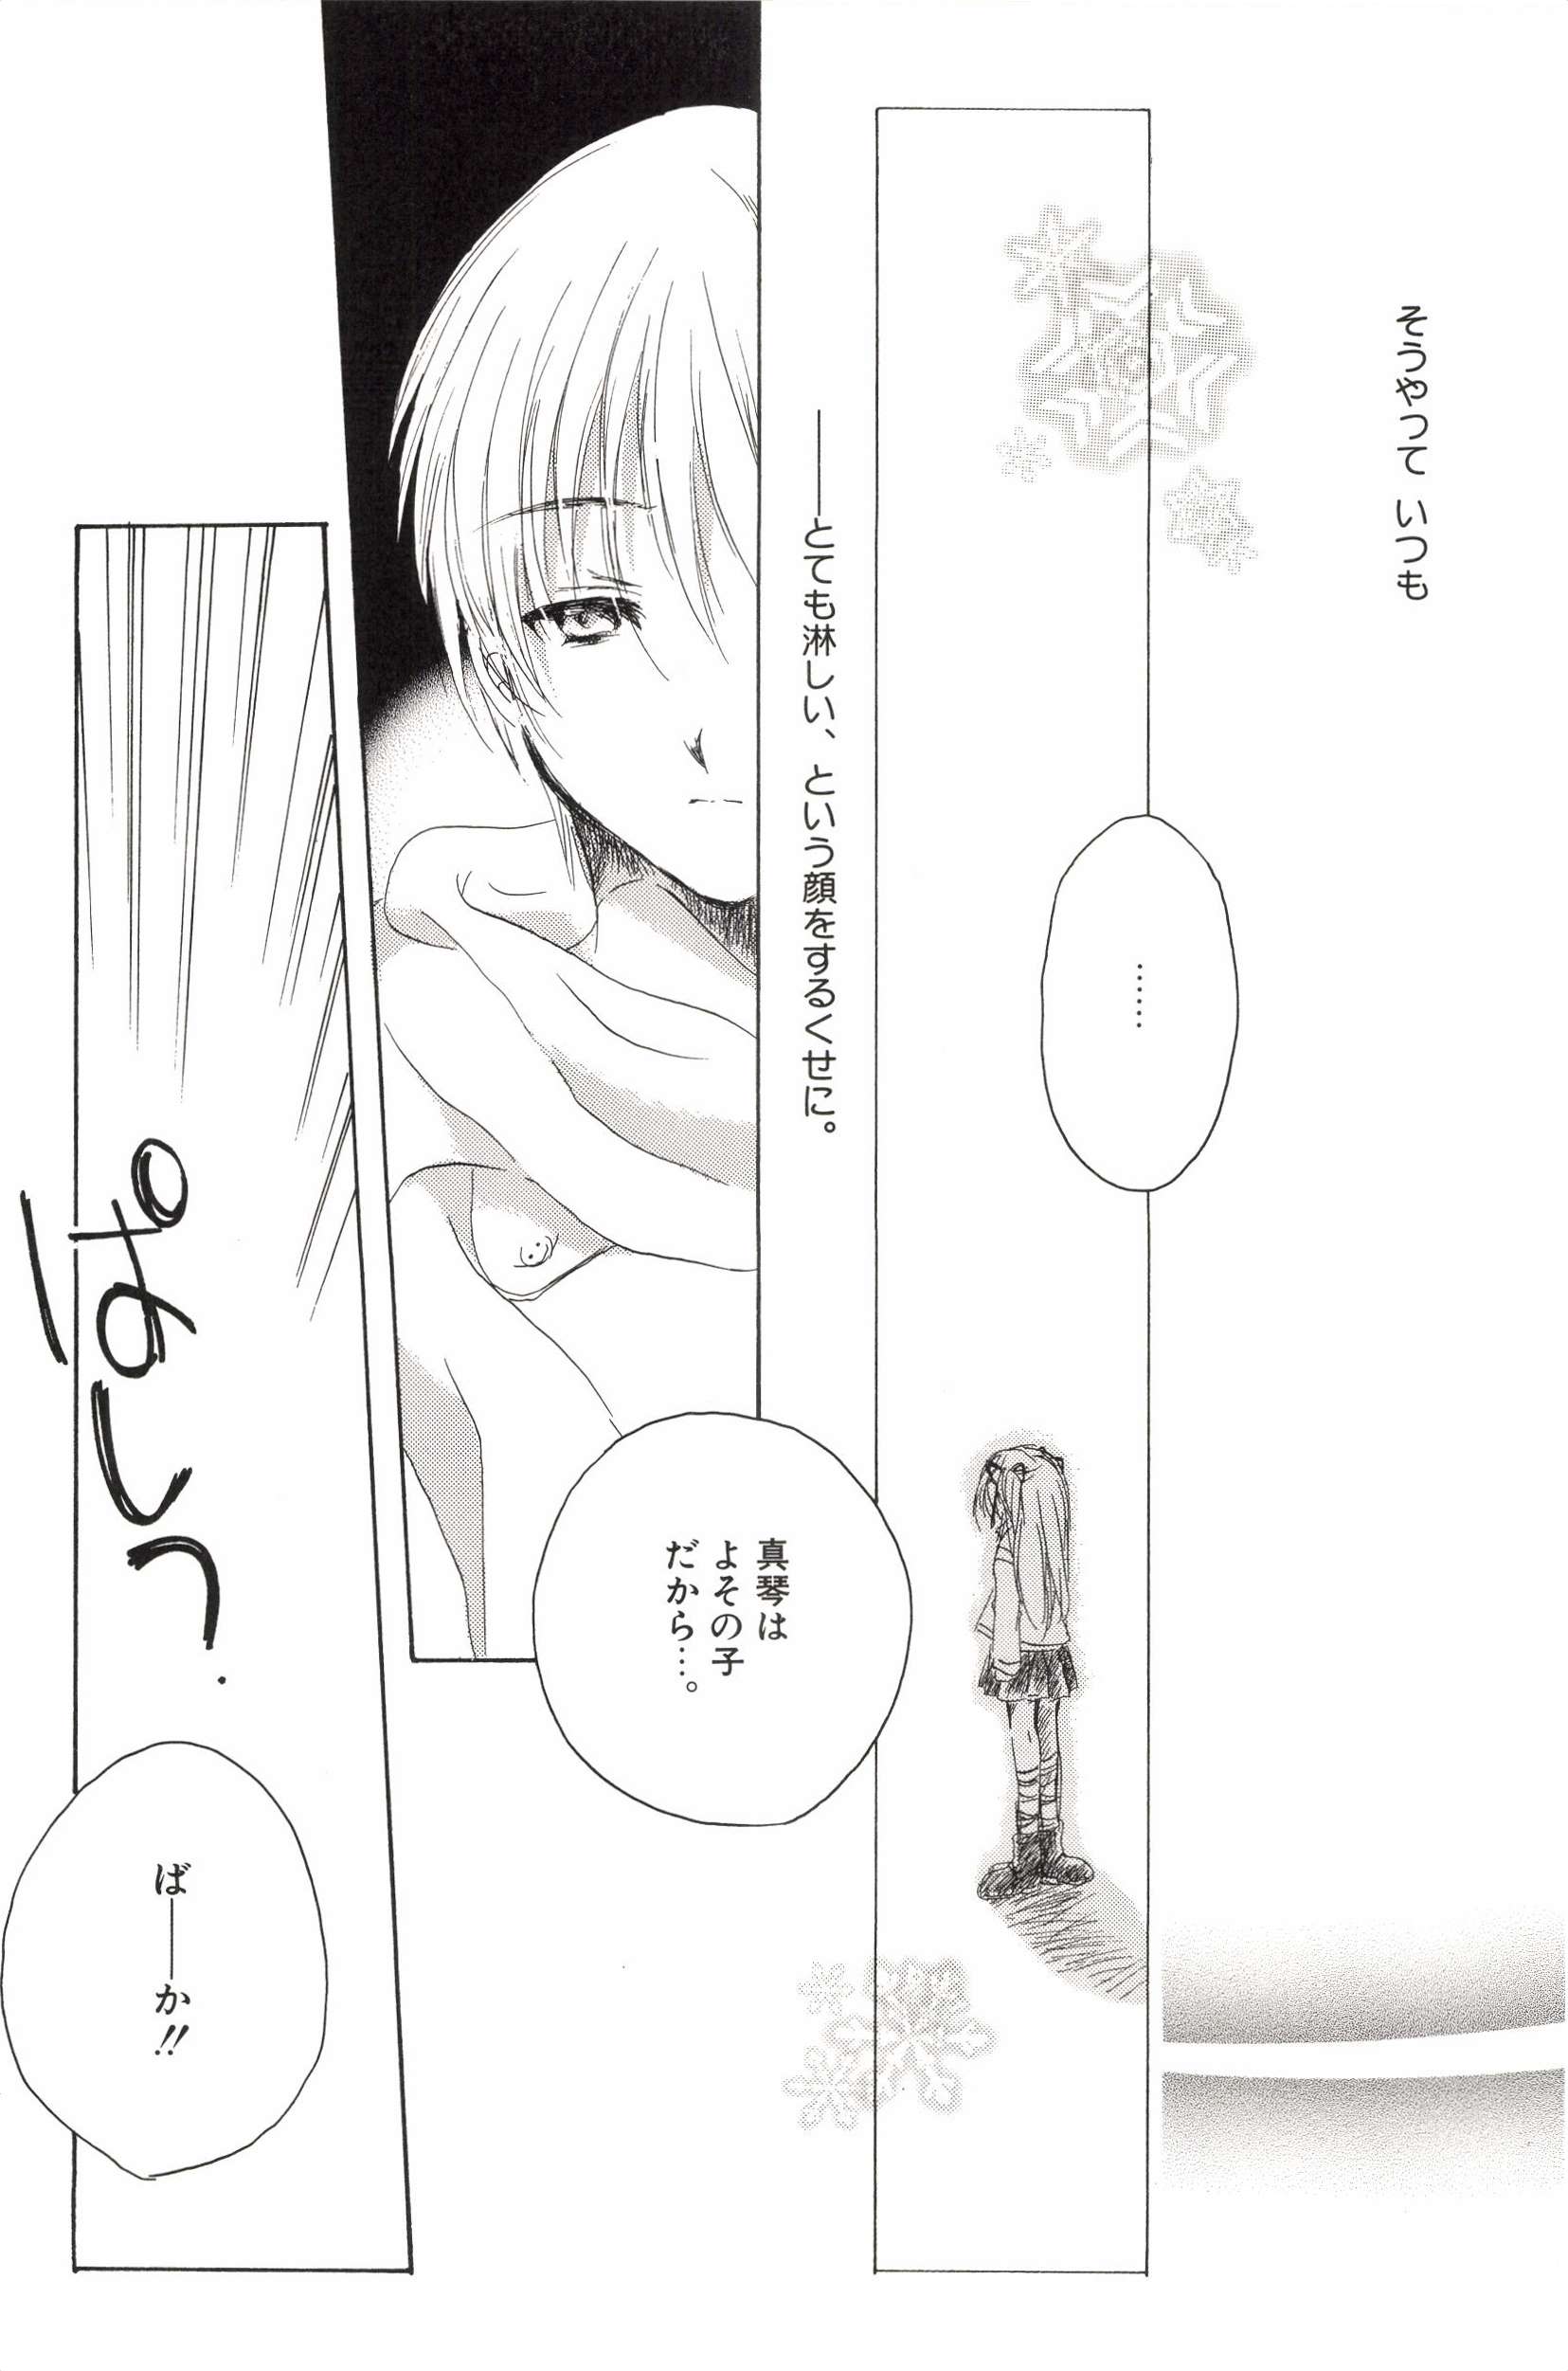 そうやって いつも
……
――とても淋しい、という顔をするくせに。
真琴は
よその子
だから…。
ぱしっ
ば――か!!